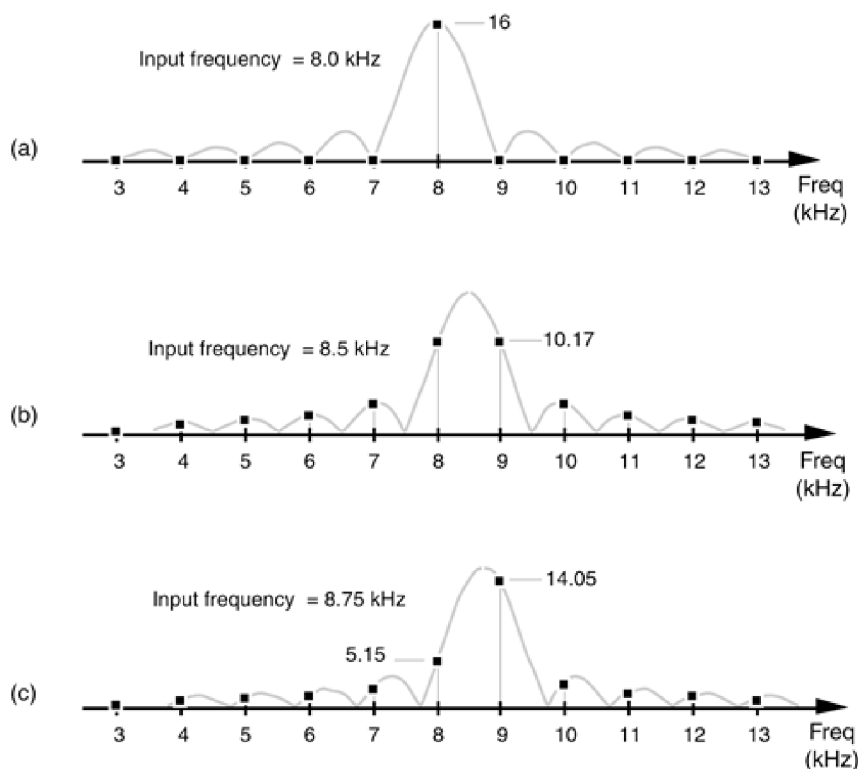 16
Input frequency = 8.0 kHz
(a)
3 4 5 6 7 8 9 10 11 12 13 Freq
(kHz)
Input frequency = 8.5 kHz
10.17
(b)
3 4 5 6 7 8 9 10 11 12 13 Freq
(kHz)
14.05
Input frequency = 8.75 kHz
5.15
(c)
3 4 5 6 7 8 9 10 11 12 13 Freq
(kHz)